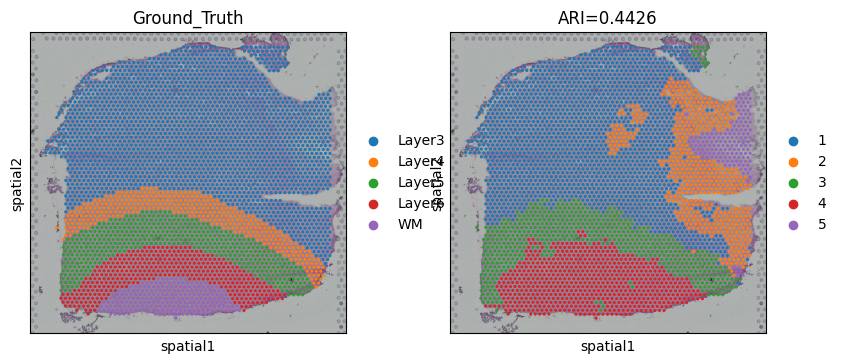 Ground_Truth
ARI=0.4426
spatial2
spatial1
Layer3
Layer4
WM
spatial1
1
2
3
4
5